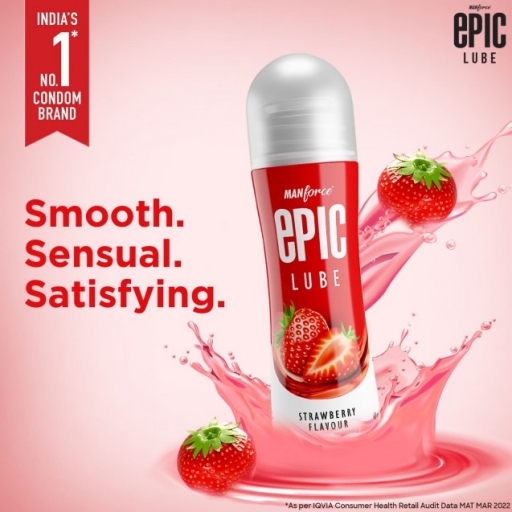 INDIA'S
NO. 1*
CONDOM
BRAND
MANforce
EPIC
LUBE
Smooth.
Sensual.
Satisfying.
MANforce
EPIC
LUBE
STRAWBERRY
FLAVOUR
*As per IQVIA Consumer Health Retail Audit Data MAT MAR 2022